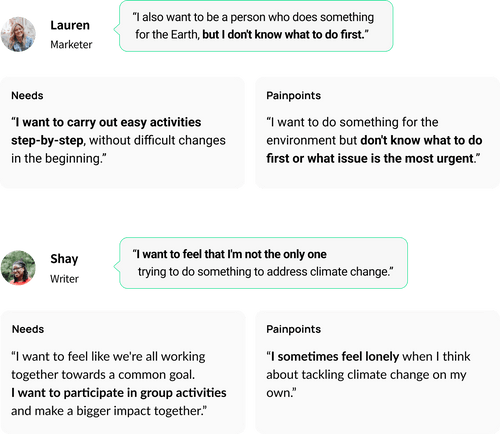 Lauren
Marketer
“I also want to be a person who does something
for the Earth, but I don't know what to do first.”
Needs
“I want to carry out easy activities
step-by-step, without difficult changes
in the beginning.”
Painpoints
“I want to do something for the
environment but don't know what to do
first or what issue is the most urgent.”
Shay
Writer
“I want to feel that I'm not the only one
trying to do something to address climate change.”
Needs
“I want to feel like we're all working
together towards a common goal.
I want to participate in group activities
and make a bigger impact together.”
Painpoints
“I sometimes feel lonely when I think
about tackling climate change on my
own.”